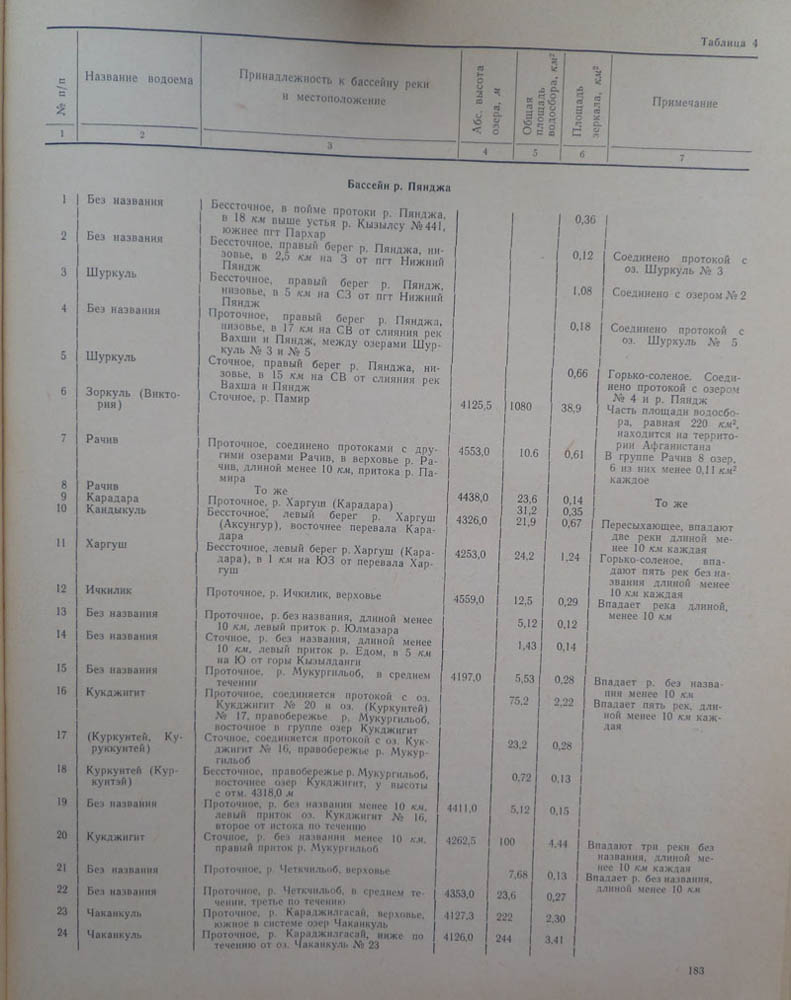 Таблица 4
№ п/п | Название водоема | Принадлежность к бассейну реки и местоположение | Абс. высота озера, м | Общая площадь водосбора, км² | Площадь зеркала, км² | Примечание
1 | 2 | 3 | 4 | 5 | 6 | 7
Бассейн р. Пянджа
1 Без названия
Бессточное, в пойме протоки р. Пянджа,
в 18 км выше устья р. Кызылсу № 441,
южнее пгт Пархар
0,36
2 Без названия
Бессточное, правый берег р. Пянджа, ни-
зовье, в 2,5 км на З от пгт Нижний
Пяндж
0,12
Соединено протокой с
оз. Шуркуль № 3
3 Шуркуль
Бессточное, правый берег р. Пяндж,
низовье, в 5 км на СЗ от пгт Нижний
Пяндж
1,08
Соединено с озером № 2
4 Без названия
Проточное, правый берег р. Пянджа,
низовье, в 17 км на СВ от слияния рек
Вахши и Пяндж, между озерами Шур-
куль № 3 и № 5
0,18
Соединено протокой с
оз. Шуркуль № 5
5 Шуркуль
Сточное, правый берег р. Пянджа, ни-
зовье, в 15 км на СВ от слияния рек
Вахша и Пяндж
0,66
Горько-соленое. Соеди-
нено протокой с озером
№ 4 и р. Пяндж
6 Зоркуль (Викто-
рия)
Сточное, р. Памир
4125,5 1080 38,9
Часть площади водосбо-
ра, равная 220 км²,
находится на террито-
рии Афганистана
7 Рачив
Проточное, соединено протоками с дру-
гими озерами Рачив, в верховье р. Ра-
чив, длиной менее 10 км, притока р. Па-
мира
4553,0 10.6 0,61
В группе Рачив 8 озер,
6 из них менее 0,11 км²
каждое
8 Рачив
То же
4438,0 23,6 0,14
То же
9 Карадара
Проточное, р. Харгуш (Карадара)
31,2 0,35
10 Кандыкуль
Бессточное, левый берег р. Харгуш
(Аксунгур), восточнее перевала Кара-
дара
4326,0 21,9 0,67
Пересыхающее, впадают
две реки длиной ме-
нее 10 км каждая
11 Харгуш
Бессточное, левый берег р. Харгуш (Кара-
дара), в 1 км на ЮЗ от перевала Хар-
гуш
4253,0 24,2 1,24
Горько-соленое, впа-
дают пять рек без на-
звания длиной менее
10 км каждая
12 Ичкилик
Проточное, р. Ичкилик, верховье
4559,0 12,5 0,29
Впадает река длиной,
менее 10 км
13 Без названия
Проточное, р. без названия, длиной менее
10 км, левый приток р. Юлмазара
5,12 0,12
14 Без названия
Сточное, р. без названия, длиной менее
10 км, левый приток р. Едом, в 5 км
на Ю от горы Кызылданги
1,43 0,14
15 Без названия
Проточное, р. Мукургильоб, в среднем
течении
4197,0 5,53 0,28
Впадает р. без назва-
ния менее 10 км
16 Кукджигит
Проточное, соединяется протокой с оз.
Кукджигит № 20 и оз. (Куркунтей)
№ 17, правобережье р. Мукургильоб,
восточное в группе озер Кукджигит
75,2 2,22
Впадает пять рек, дли-
ной менее 10 км каж-
дая
17 (Куркунтей, Ку-
руккунтей)
Сточное, соединяется протокой с оз. Кук-
джигит № 16, правобережье р. Мукур-
гильоб
23,2 0,28
18 Куркунтей (Кур-
кунтэй)
Бессточное, правобережье р. Мукургильоб,
восточнее озер Кукджигит, у высоты
с отм. 4318,0 м
0,72 0,13
19 Без названия
Проточное, р. без названия менее 10 км,
левый приток оз. Кукджигит № 16,
второе от истока по течению
4411,0 5,12 0,15
20 Кукджигит
Сточное, р. без названия менее 10 км,
правый приток р. Мукургильоб
4262,5 100 4,44
Впадают три реки без
названия, длиной ме-
нее 10 км каждая
21 Без названия
Проточное, р. Четкчильоб, верховье
7,68 0,13
Впадает р. без названия,
длиной менее 10 км
22 Без названия
Проточное, р. Четкчильоб, в среднем те-
чении, третье по течению
4353,0 23,6 0,27
23 Чаканкуль
Проточное, р. Караджилгасай, верховье,
южное в системе озер Чаканкуль
4127,3 222 2,30
24 Чаканкуль
Проточное, р. Караджилгасай, ниже по
течению от оз. Чаканкуль № 23
4126,0 244 3,41
183